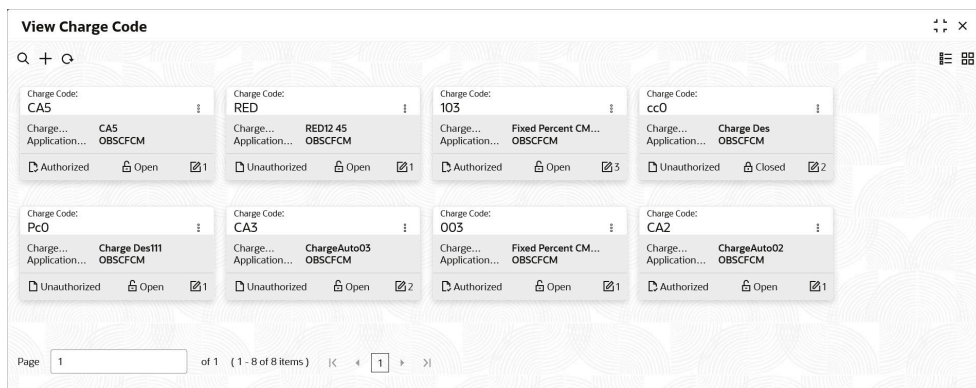 View Charge Code
Charge Code:
CA5
Charge... CA5
Application... OBSCFCM
Authorized Open 1
Charge Code:
RED
Charge... RED12 45
Application... OBSCFCM
Unauthorized Open 1
Charge Code:
103
Charge... Fixed Percent CM...
Application... OBSCFCM
Authorized Open 3
Charge Code:
cc0
Charge... Charge Des
Application... OBSCFCM
Unauthorized Closed 2
Charge Code:
Pc0
Charge... Charge Des111
Application... OBSCFCM
Unauthorized Open 1
Charge Code:
CA3
Charge... ChargeAuto03
Application... OBSCFCM
Unauthorized Open 2
Charge Code:
003
Charge... Fixed Percent CM...
Application... OBSCFCM
Authorized Open 1
Charge Code:
CA2
Charge... ChargeAuto02
Application... OBSCFCM
Authorized Open 1
Page 1 of 1 (1 - 8 of 8 items) 1